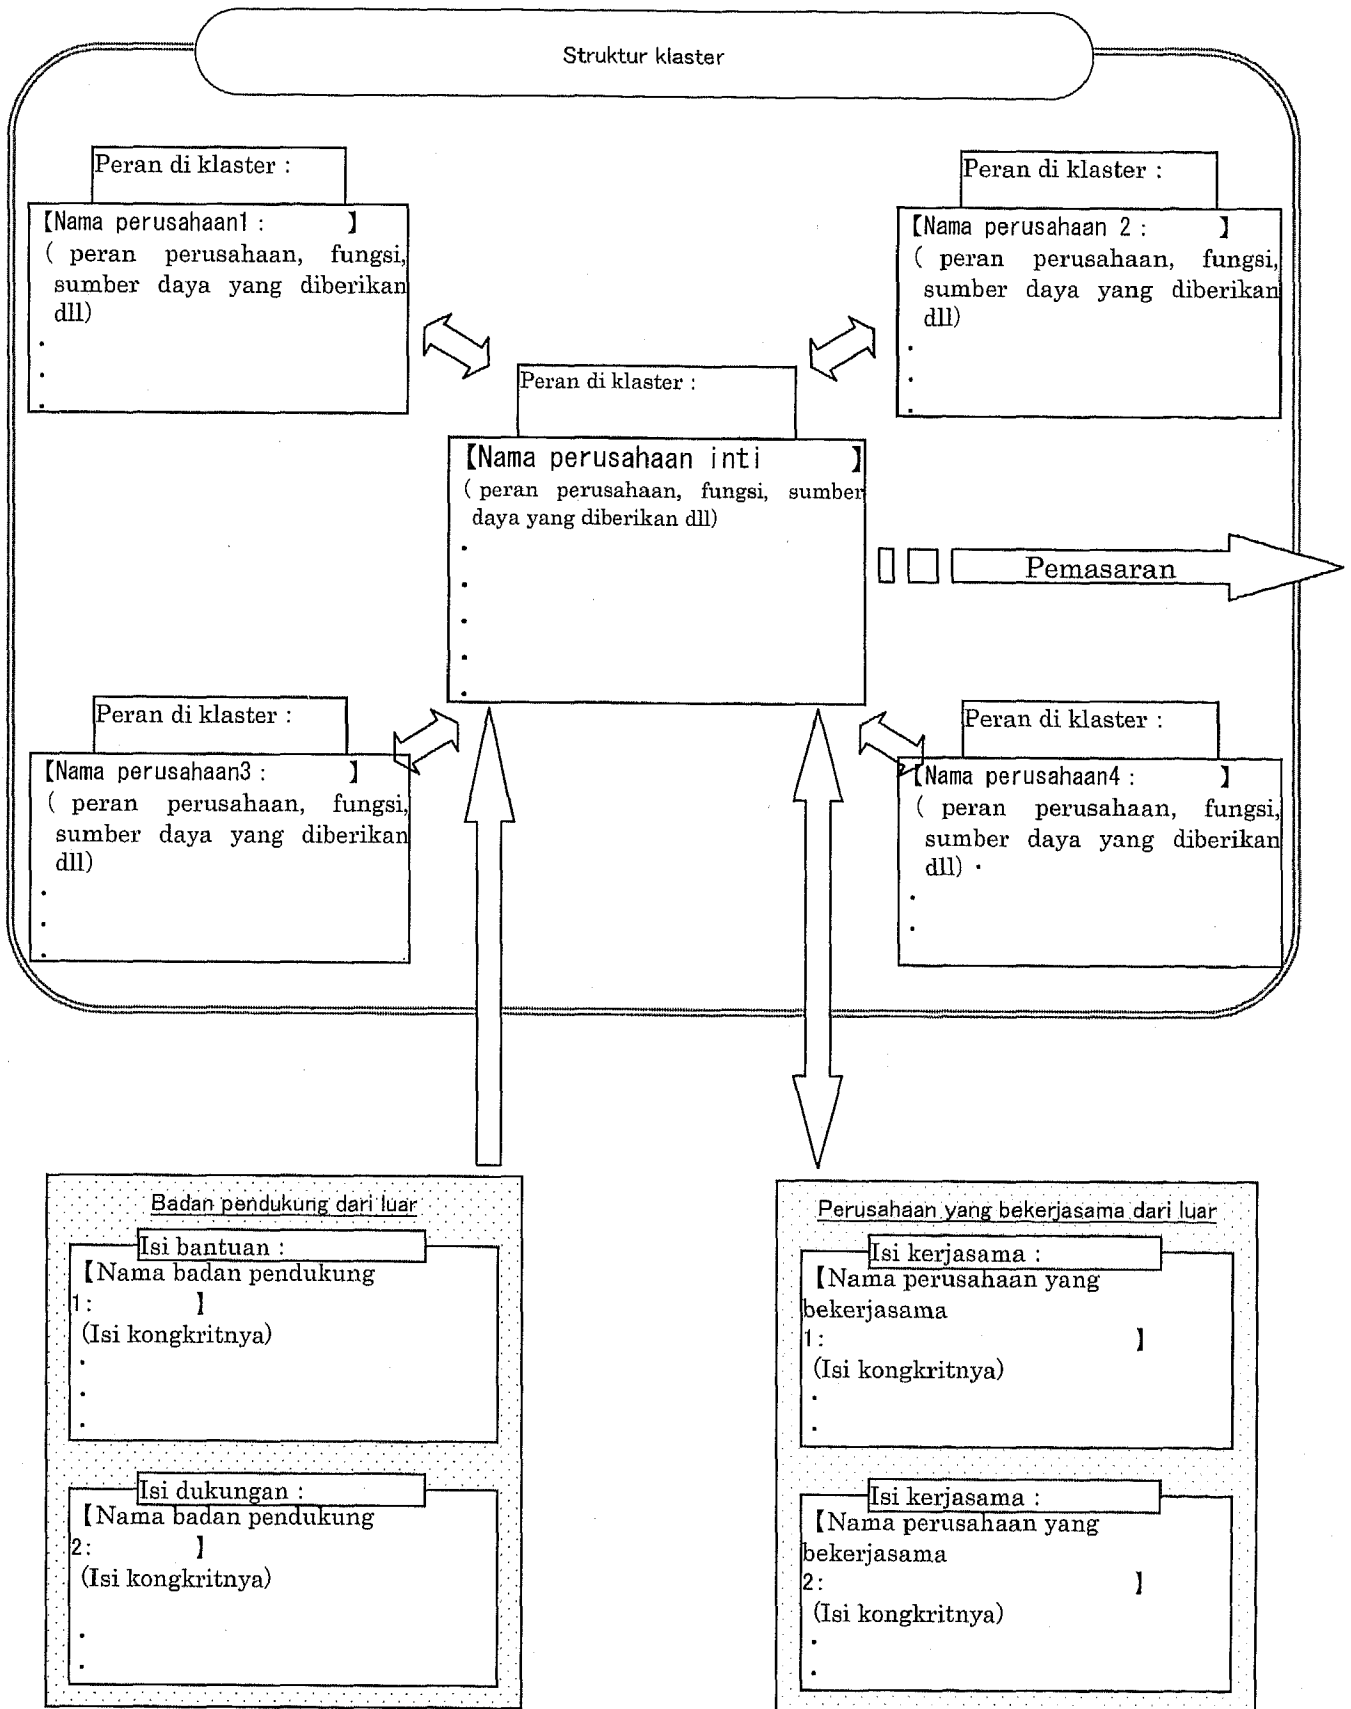 Struktur klaster
Peran di klaster :
【Nama perusahaan1 : 】
( peran perusahaan, fungsi,
sumber daya yang diberikan
dll)
・
・
・
Peran di klaster :
【Nama perusahaan 2 : 】
( peran perusahaan, fungsi,
sumber daya yang diberikan
dll)
・
・
・
Peran di klaster :
【Nama perusahaan inti 】
( peran perusahaan, fungsi, sumber
daya yang diberikan dll)
・
・
・
・
・
Pemasaran
Peran di klaster :
【Nama perusahaan3 : 】
( peran perusahaan, fungsi,
sumber daya yang diberikan
dll)
・
・
・
Peran di klaster :
【Nama perusahaan4 : 】
( peran perusahaan, fungsi,
sumber daya yang diberikan
dll) ・
・
・
Badan pendukung dari luar
Isi bantuan :
【Nama badan pendukung
1: 】
(Isi kongkritnya)
・
・
・
Isi dukungan :
【Nama badan pendukung
2: 】
(Isi kongkritnya)
・
・
Perusahaan yang bekerjasama dari luar
Isi kerjasama :
【Nama perusahaan yang
bekerjasama
1: 】
(Isi kongkritnya)
・
・
Isi kerjasama :
【Nama perusahaan yang
bekerjasama
2: 】
(Isi kongkritnya)
・
・